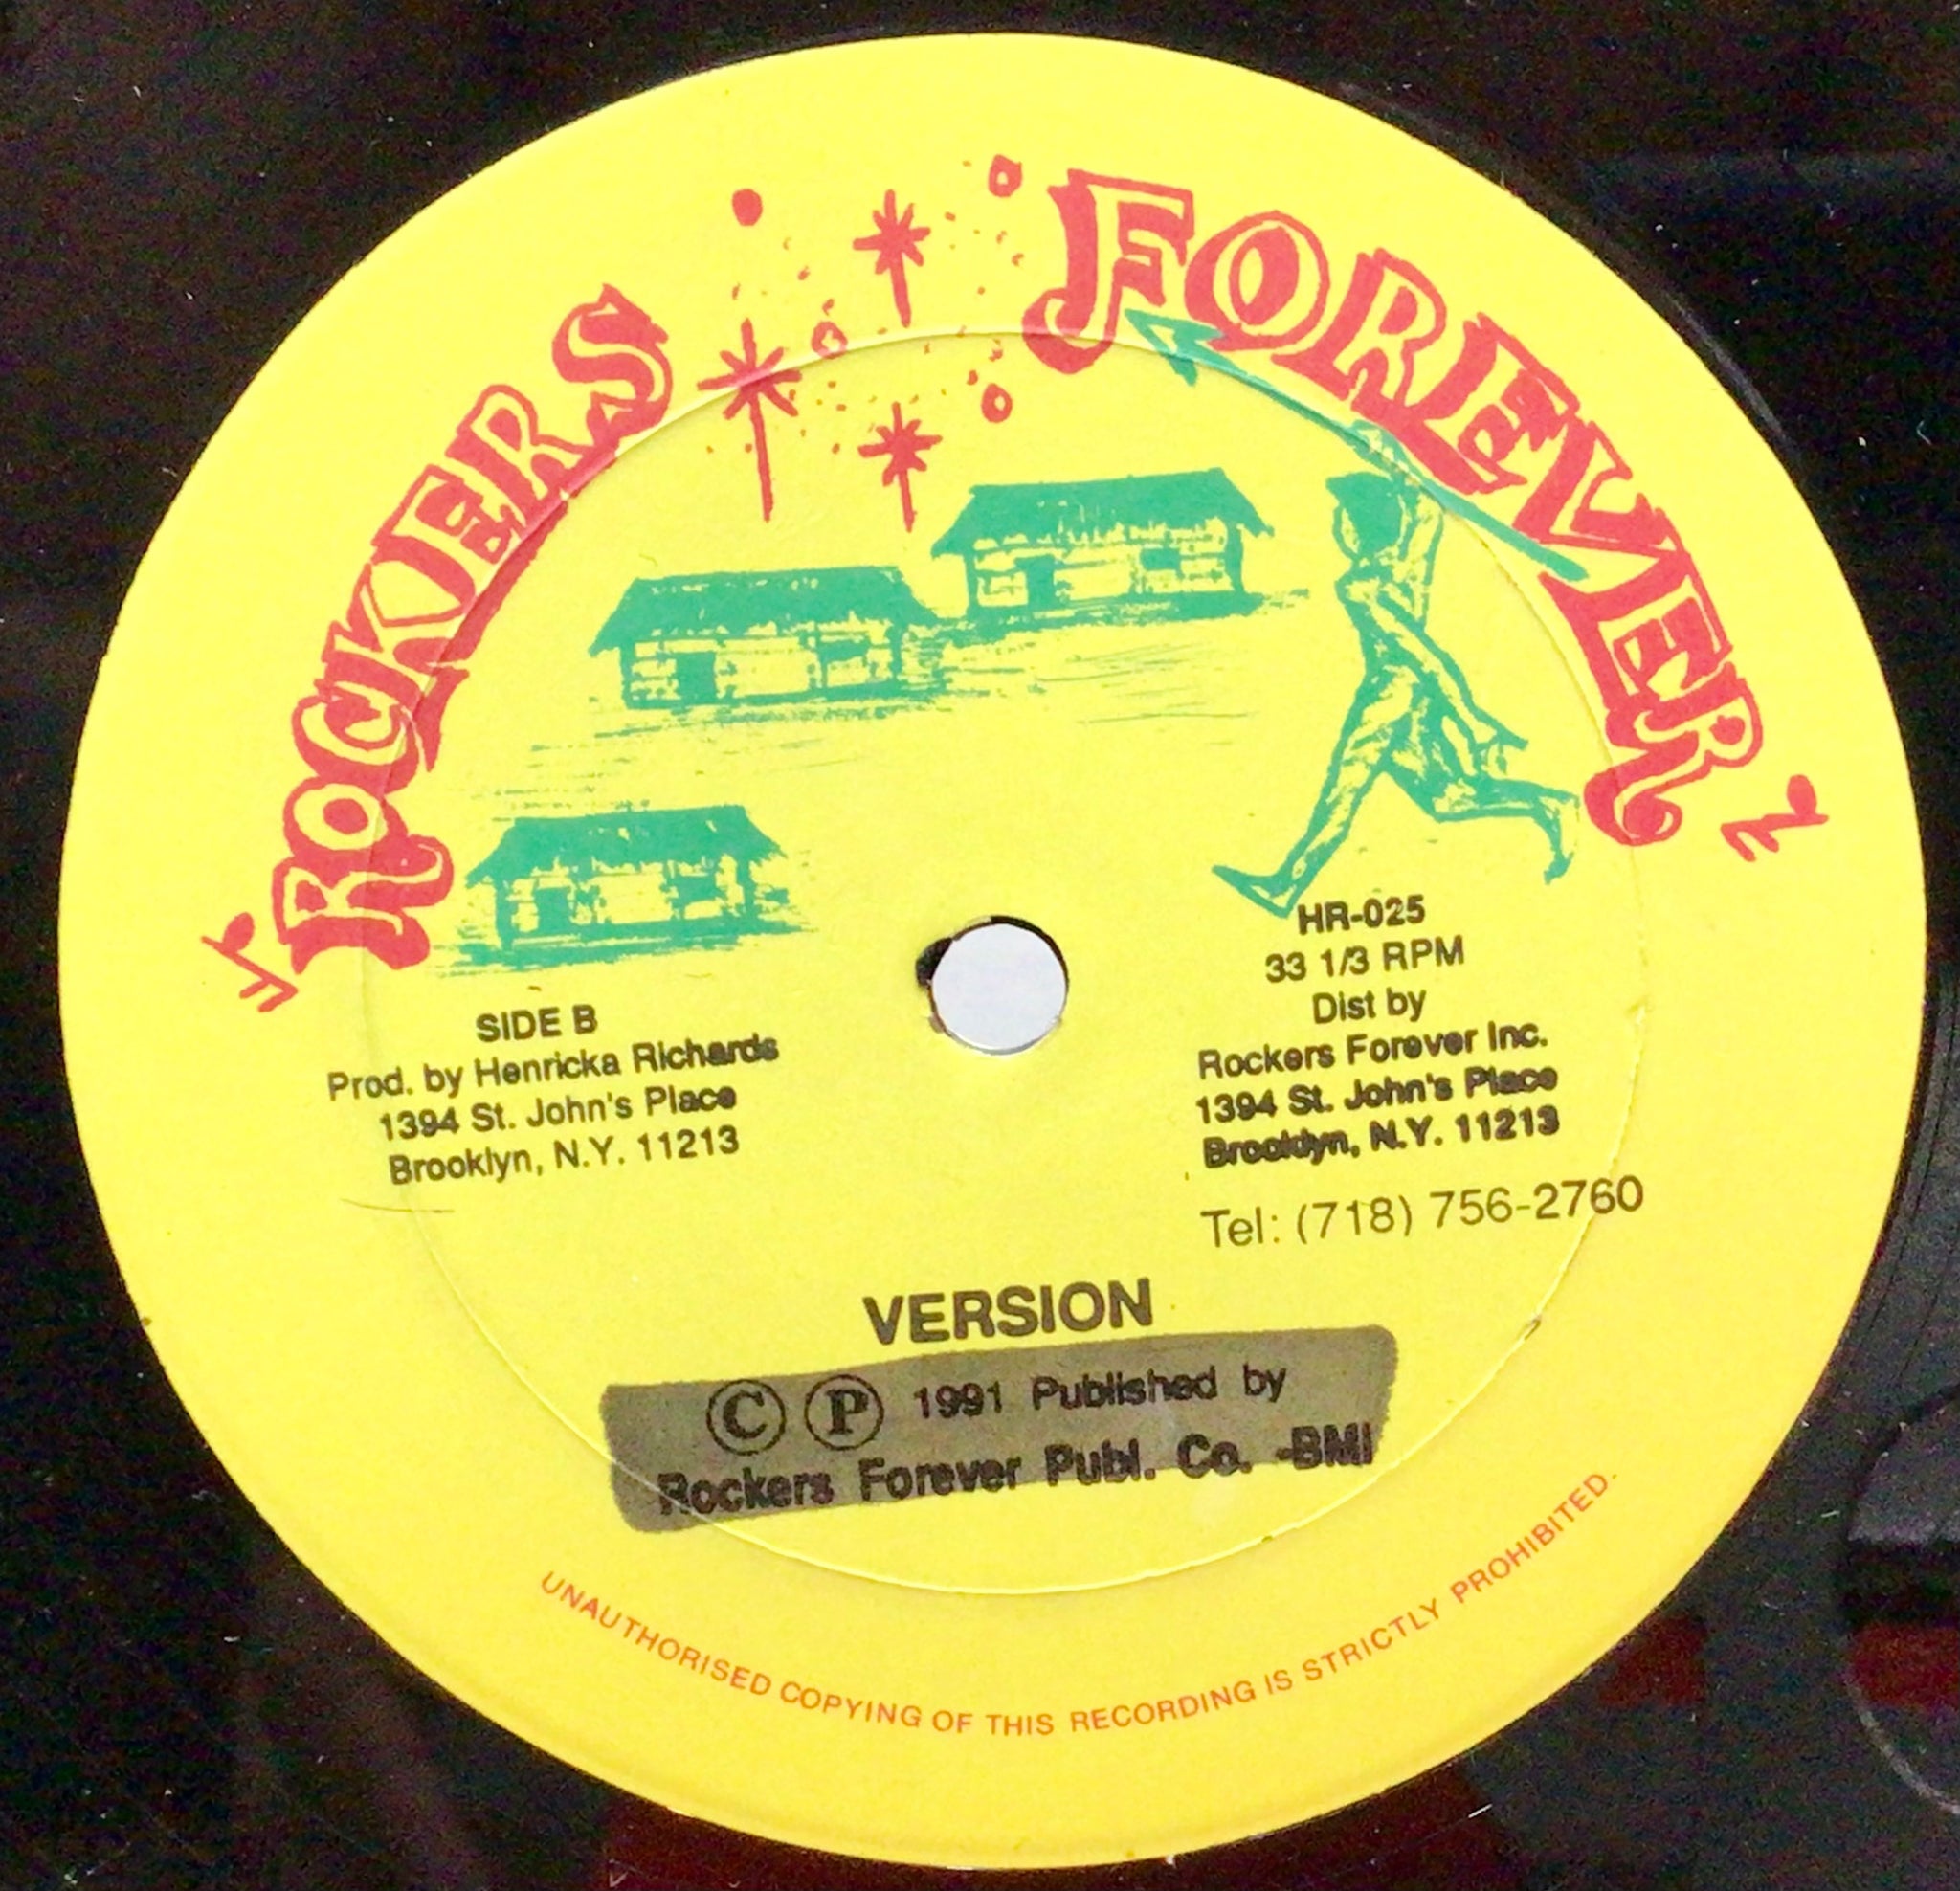 ROCKERS FOREVER
SIDE B
Prod. by Henricka Richards
1394 St. John's Place
Brooklyn, N.Y. 11213
HR-025
33 1/3 RPM
Dist by
Rockers Forever Inc.
1394 St. John's Place
Brooklyn, N.Y. 11213
Tel: (718) 756-2760
VERSION
Ⓒ Ⓟ 1991 Published by
Rockers Forever Publ. Co. -BMI
UNAUTHORISED COPYING OF THIS RECORDING IS STRICTLY PROHIBITED.